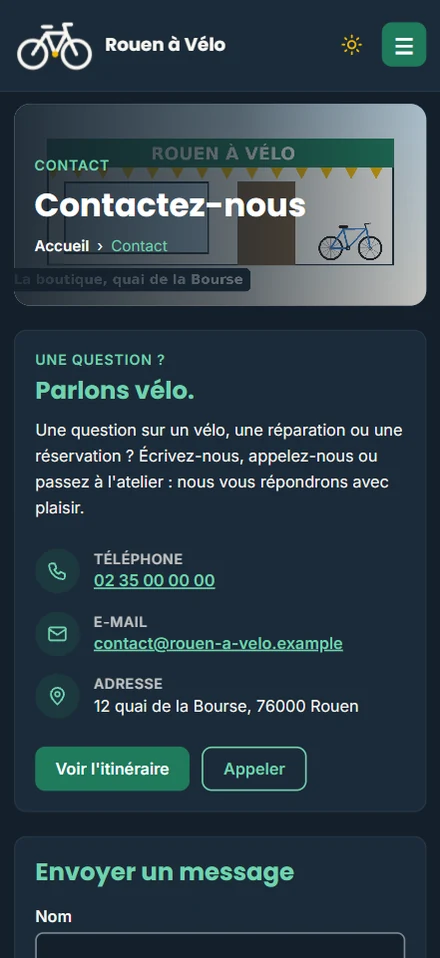 Rouen à Vélo
ROUEN À VÉLO
CONTACT
Contactez-nous
Accueil › Contact
La boutique, quai de la Bourse
UNE QUESTION ?
Parlons vélo.
Une question sur un vélo, une réparation ou une
réservation ? Écrivez-nous, appelez-nous ou
passez à l'atelier : nous vous répondrons avec
plaisir.
TÉLÉPHONE
02 35 00 00 00
E-MAIL
contact@rouen-a-velo.example
ADRESSE
12 quai de la Bourse, 76000 Rouen
Voir l'itinéraire
Appeler
Envoyer un message
Nom